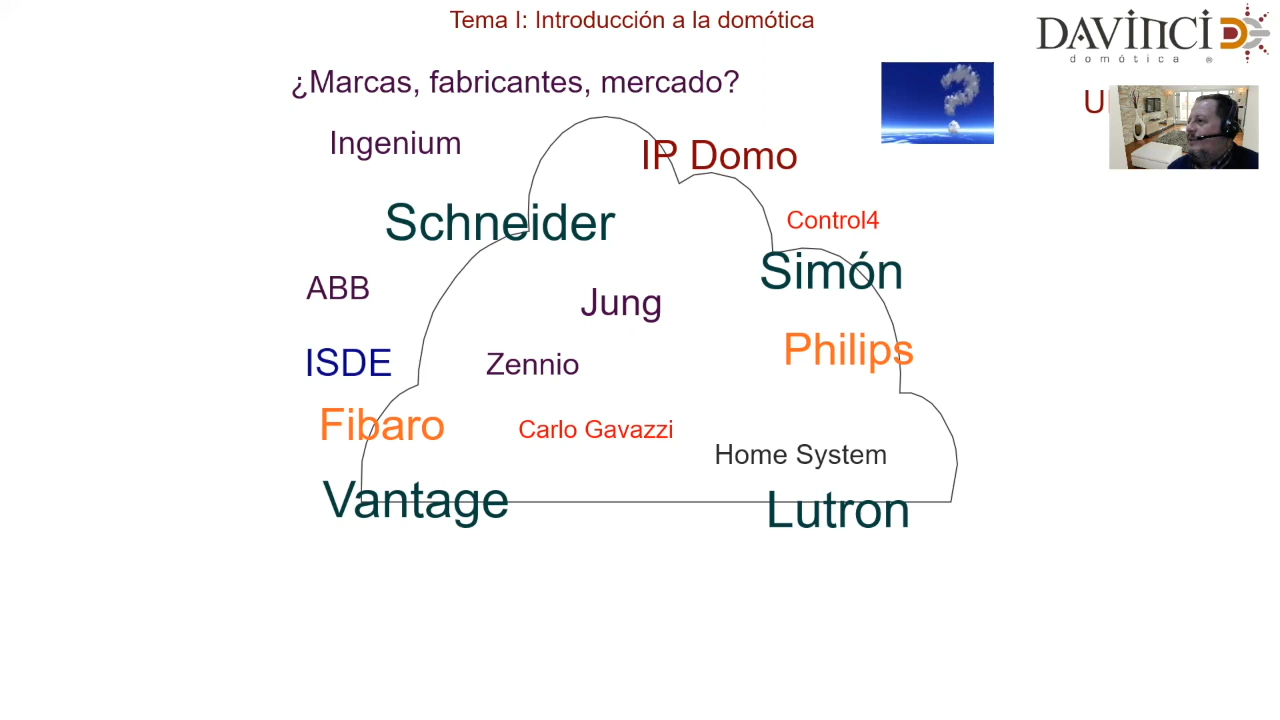 Tema I: Introducción a la domótica
DAVINCI
domótica ®
¿Marcas, fabricantes, mercado?
Ingenium
IP Domo
Schneider
Control4
Simón
ABB
Jung
Philips
ISDE
Zennio
Fibaro
Carlo Gavazzi
Home System
Vantage
Lutron